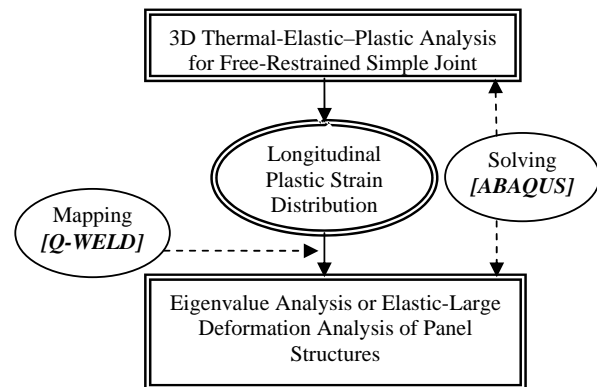 3D Thermal-Elastic–Plastic Analysis
for Free-Restrained Simple Joint
Longitudinal
Plastic Strain
Distribution
Solving
[ABAQUS]
Mapping
[Q-WELD]
Eigenvalue Analysis or Elastic-Large
Deformation Analysis of Panel
Structures